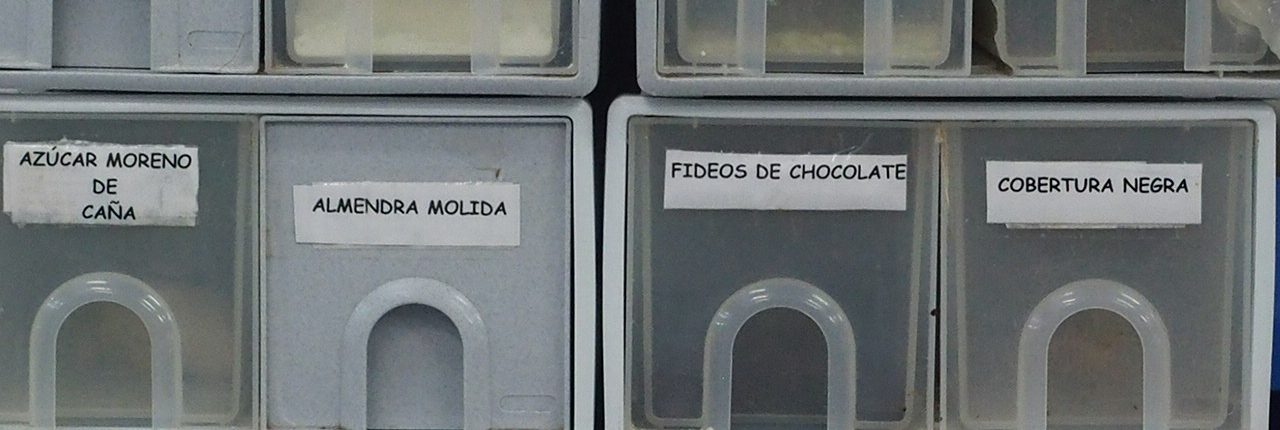 AZÚCAR MORENO
DE
CAÑA
ALMENDRA MOLIDA
FIDEOS DE CHOCOLATE
COBERTURA NEGRA